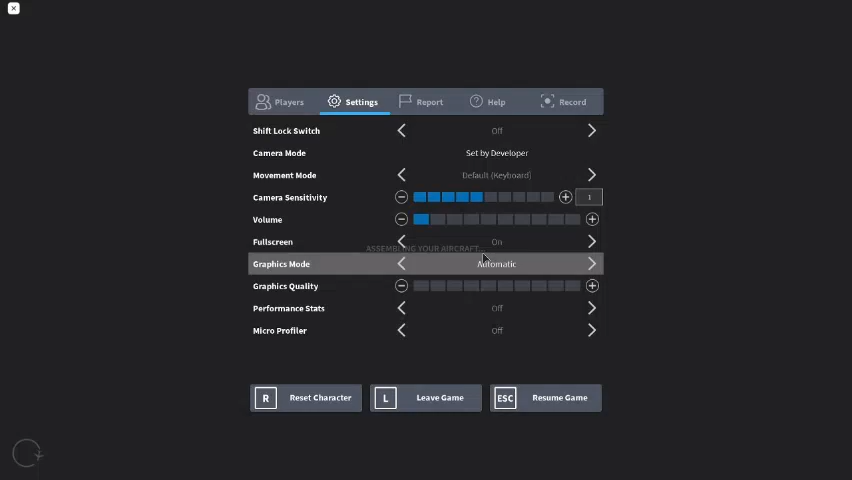 Players Settings Report Help Record
Shift Lock Switch Off
Camera Mode Set by Developer
Movement Mode Default (Keyboard)
Camera Sensitivity 1
Volume
Fullscreen On
ASSEMBLING YOUR AIRCRAFT...
Graphics Mode Automatic
Graphics Quality
Performance Stats Off
Micro Profiler Off
R Reset Character L Leave Game ESC Resume Game